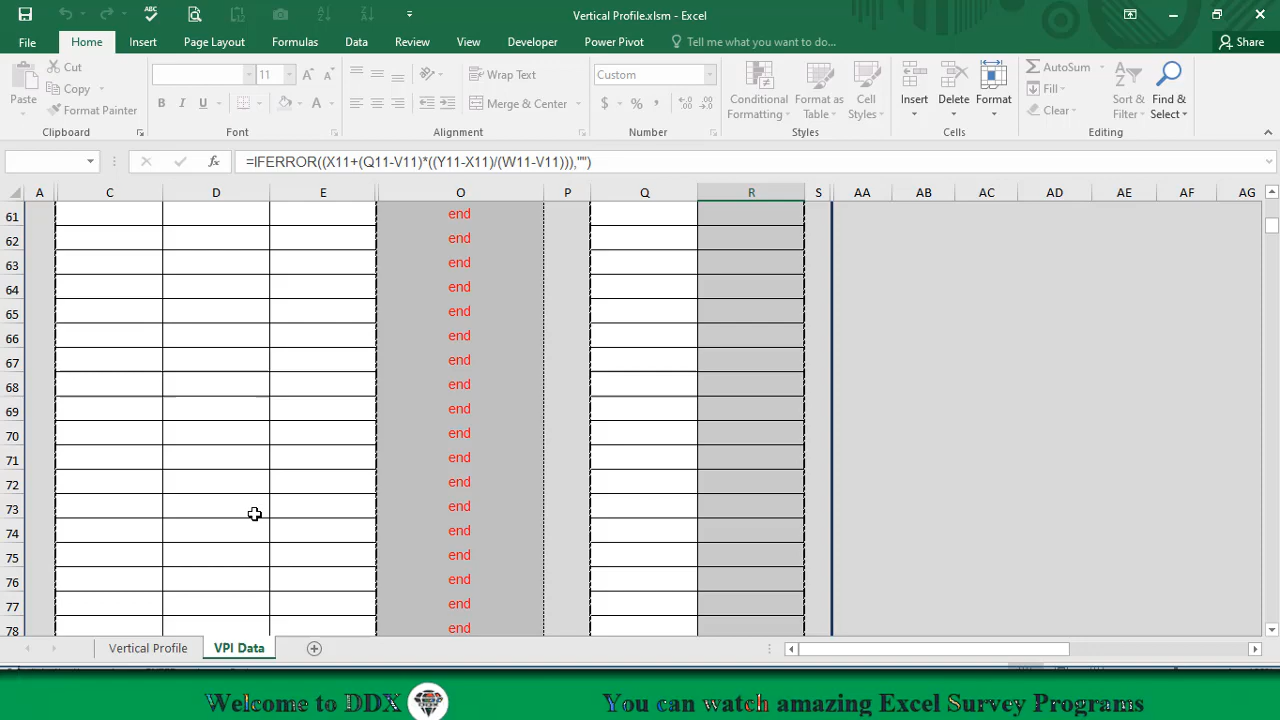 Vertical Profile.xlsm - Excel
File Home Insert Page Layout Formulas Data Review View Developer Power Pivot Tell me what you want to do... Share
Paste Cut Copy Format Painter Clipboard
11 A A B I U A Font
Wrap Text Merge & Center Alignment
Custom $ % , Number
Conditional Formatting Format as Table Cell Styles Styles
Insert Delete Format Cells
AutoSum Fill Clear Sort & Filter Find & Select Editing
fx =IFERROR((X11+(Q11-V11)*((Y11-X11)/(W11-V11))),"")
A C D E O P Q R S AA AB AC AD AE AF AG
61 end
62 end
63 end
64 end
65 end
66 end
67 end
68 end
69 end
70 end
71 end
72 end
73 end
74 end
75 end
76 end
77 end
78 end
Vertical Profile VPI Data
Welcome to DDX You can watch amazing Excel Survey Programs